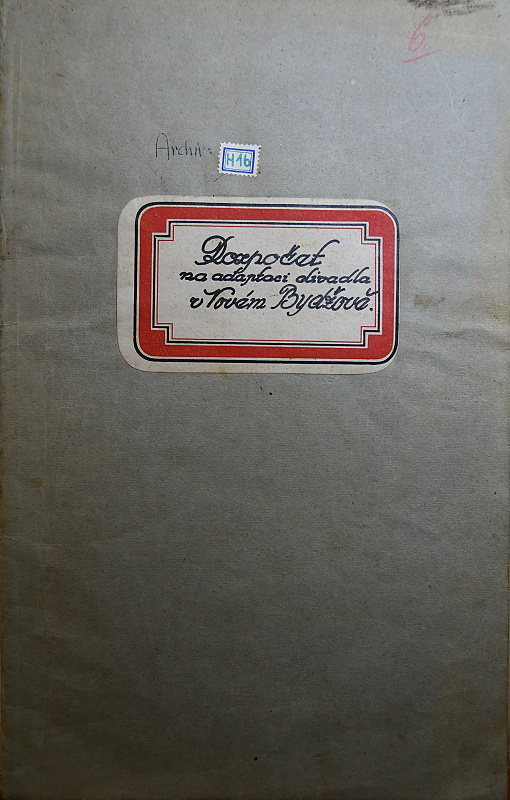 6.
Archiv:
H16
Rozpočet
na adaptaci divadla
v Novém Bydžově.